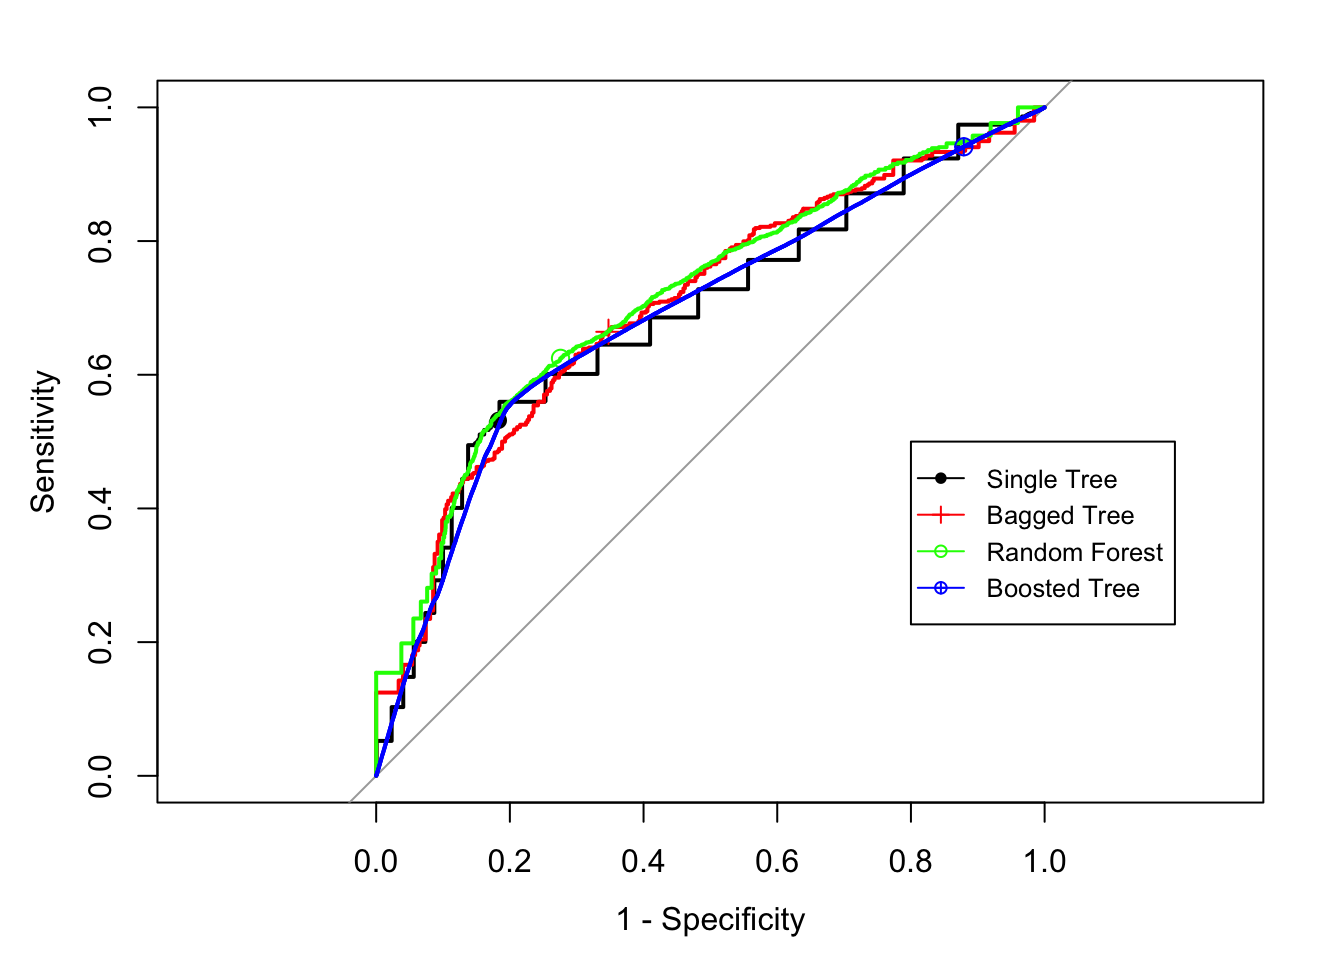 1.0
0.8
0.6
0.4
0.2
0.0
Sensitivity
Single Tree
Bagged Tree
Random Forest
Boosted Tree
0.0 0.2 0.4 0.6 0.8 1.0
1 - Specificity